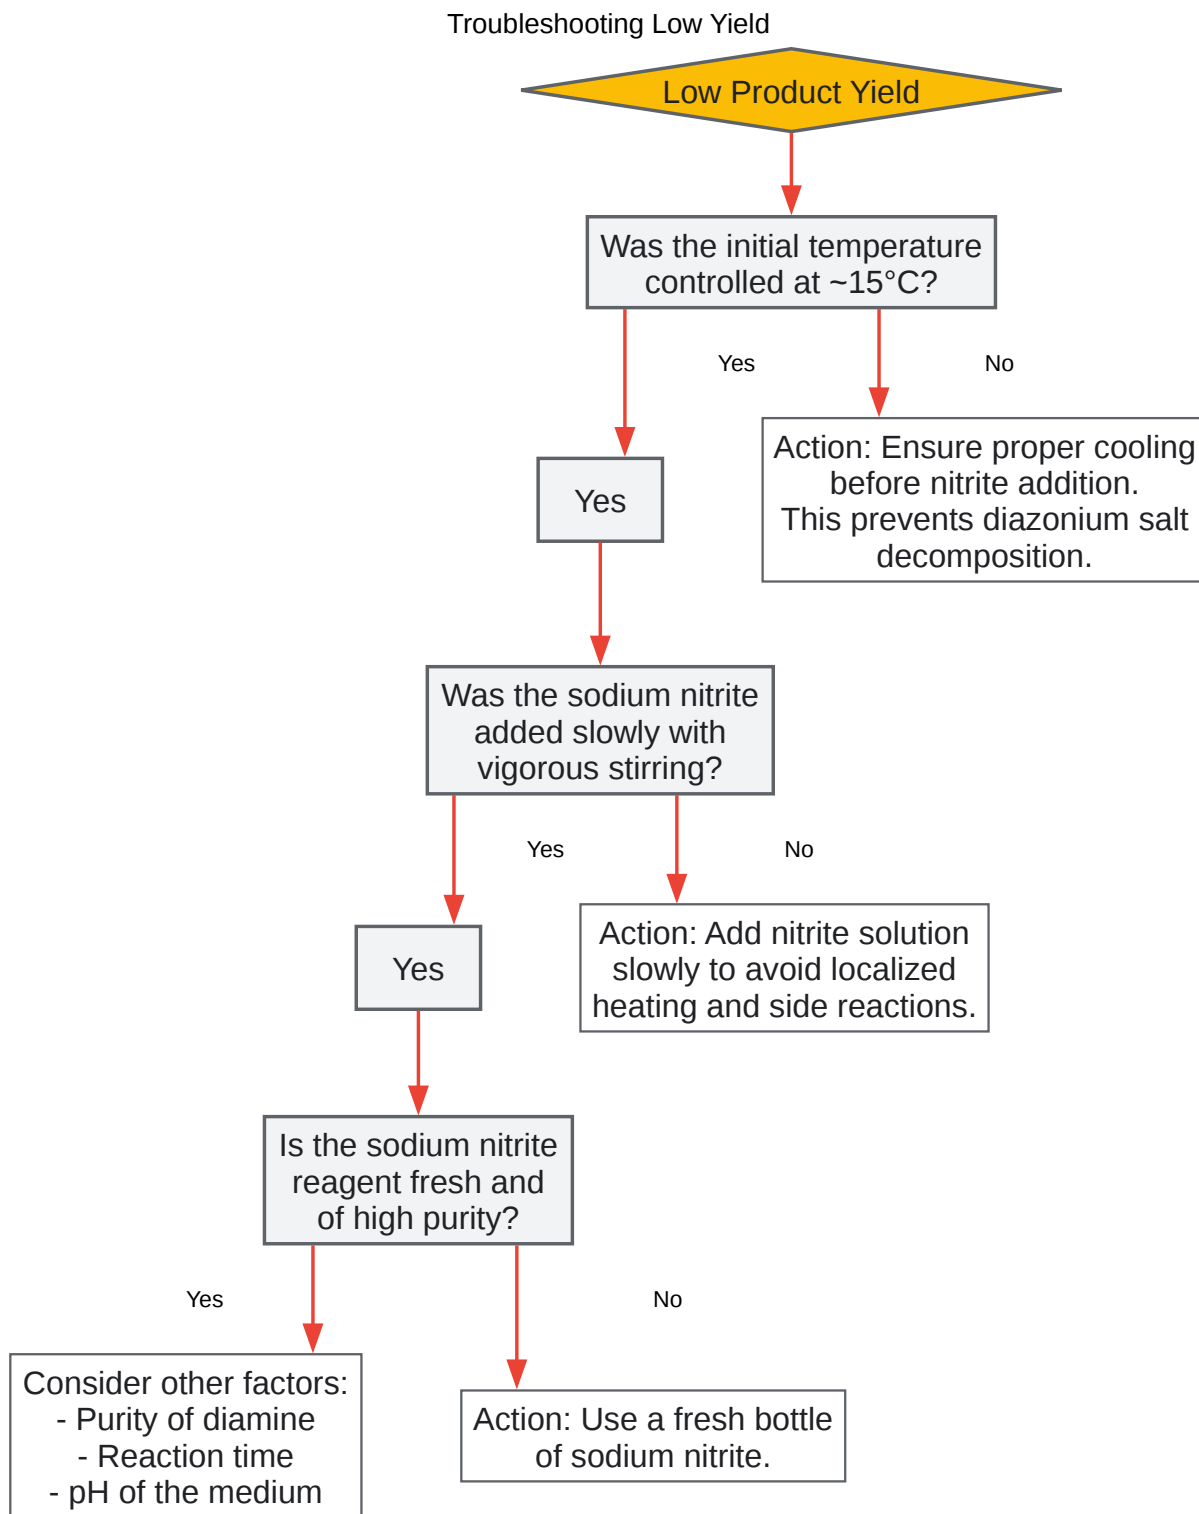 Troubleshooting Low Yield
Low Product Yield
Was the initial temperature
controlled at ~15°C?
Yes
No
Action: Ensure proper cooling
before nitrite addition.
This prevents diazonium salt
decomposition.
Yes
Was the sodium nitrite
added slowly with
vigorous stirring?
Yes
No
Action: Add nitrite solution
slowly to avoid localized
heating and side reactions.
Yes
Is the sodium nitrite
reagent fresh and
of high purity?
Yes
No
Consider other factors:
- Purity of diamine
- Reaction time
- pH of the medium
Action: Use a fresh bottle
of sodium nitrite.